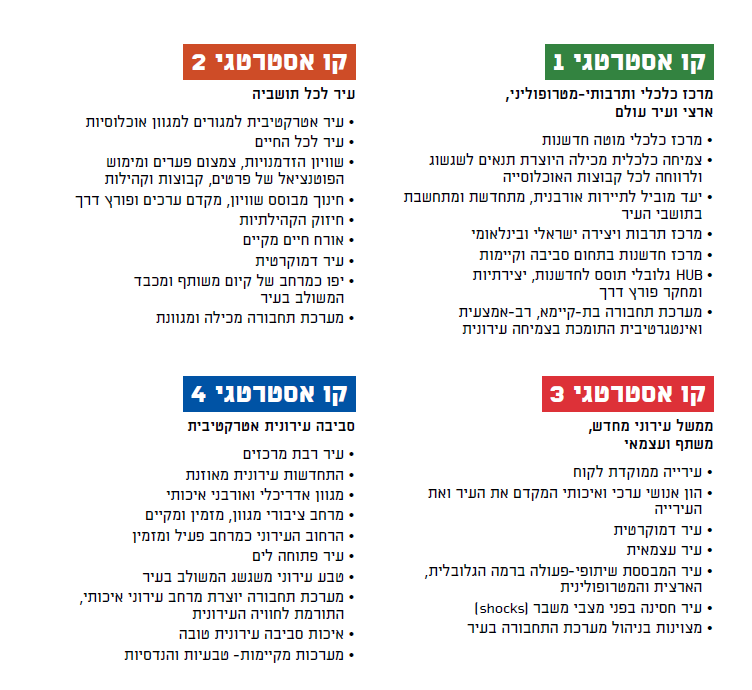 קו אסטרטגי 1
מרכז כלכלי ותרבותי-מטרופוליני,
ארצי ועיר עולם
• מרכז כלכלי מוטה חדשנות
• צמיחה כלכלית מכילה היוצרת תנאים לשגשוג
ולרווחה לכל קבוצות האוכלוסייה
• יעד מוביל לתיירות אורבנית, מתחדשת ומתחשבת
בתושבי העיר
• מרכז תרבות ויצירה ישראלי ובינלאומי
• מרכז חדשנות בתחום סביבה וקיימות
• HUB גלובלי תוסס לחדשנות, יצירתיות
ומחקר פורץ דרך
• מערכת תחבורה בת-קיימא, רב-אמצעית
ואינטגרטיבית התומכת בצמיחה עירונית
קו אסטרטגי 2
עיר לכל תושביה
• עיר אטרקטיבית למגורים למגוון אוכלוסיות
• עיר לכל החיים
• שוויון הזדמנויות, צמצום פערים ומימוש
הפוטנציאל של פרטים, קבוצות וקהילות
• חינוך מבוסס שוויון, מקדם ערכים ופורץ דרך
• חיזוק הקהילתיות
• אורח חיים מקיים
• עיר דמוקרטית
• יפו כמרחב של קיום משותף ומכבד
המשולב בעיר
• מערכת תחבורה מכילה ומגוונת
קו אסטרטגי 3
ממשל עירוני מחדש,
משתף ועצמאי
• עירייה ממוקדת לקוח
• הון אנושי ערכי ואיכותי המקדם את העיר ואת
העירייה
• עיר דמוקרטית
• עיר עצמאית
• עיר המבססת שיתופי-פעולה ברמה הגלובלית,
הארצית והמטרופולינית
• עיר חסינה בפני מצבי משבר (shocks)
• מצוינות בניהול מערכת התחבורה בעיר
קו אסטרטגי 4
סביבה עירונית אטרקטיבית
• עיר רבת מרכזים
• התחדשות עירונית מאוזנת
• מגוון אדריכלי ואורבני איכותי
• מרחב ציבורי מגוון, מזמין ומקיים
• הרחוב העירוני כמרחב פעיל ומזמין
• עיר פתוחה לים
• טבע עירוני משגשג המשולב בעיר
• מערכת תחבורה יוצרת מרחב עירוני איכותי,
התורמת לחוויה העירונית
• איכות סביבה עירונית טובה
• מערכות מקיימות- טבעיות והנדסיות